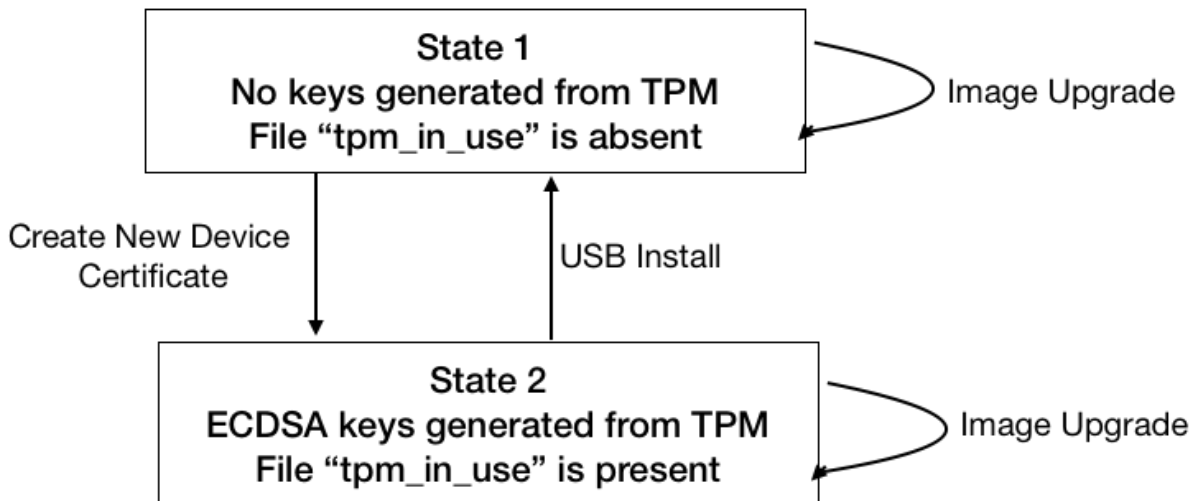 State 1
No keys generated from TPM
File “tpm_in_use” is absent
Image Upgrade
Create New Device
Certificate
USB Install
State 2
ECDSA keys generated from TPM
File “tpm_in_use” is present
Image Upgrade